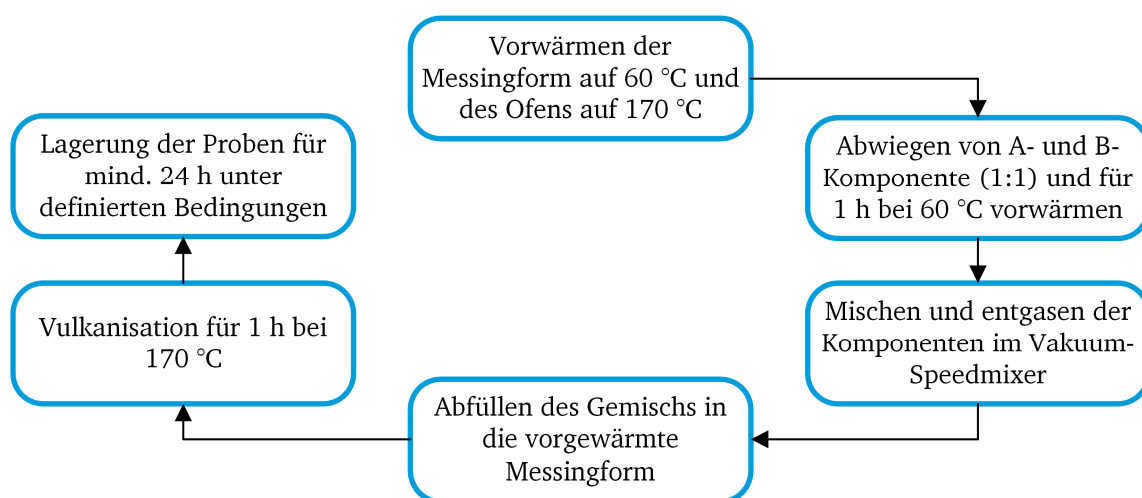 Vorwärmen der
Messingform auf 60 °C und
des Ofens auf 170 °C
Abwiegen von A- und B-
Komponente (1:1) und für
1 h bei 60 °C vorwärmen
Mischen und entgasen der
Komponenten im Vakuum-
Speedmixer
Abfüllen des Gemischs in
die vorgewärmte
Messingform
Vulkanisation für 1 h bei
170 °C
Lagerung der Proben für
mind. 24 h unter
definierten Bedingungen